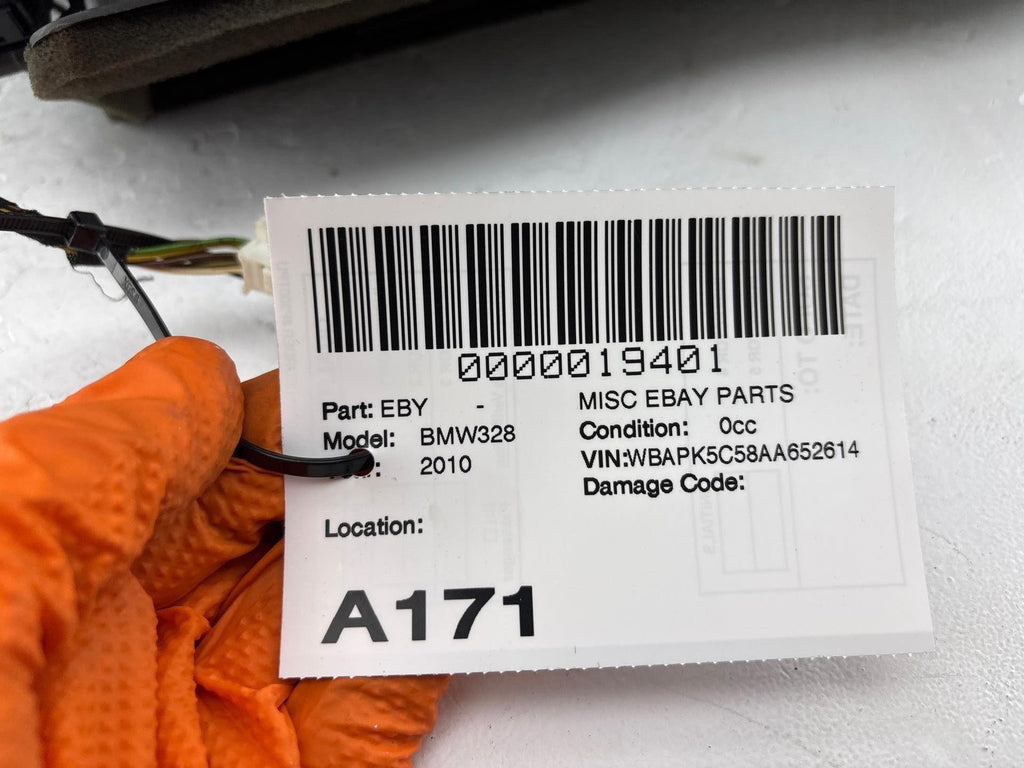 0000019401
Part: EBY - MISC EBAY PARTS
Model: BMW328 Condition: 0cc
2010 VIN:WBAPK5C58AA652614
Damage Code:
Location:
A171